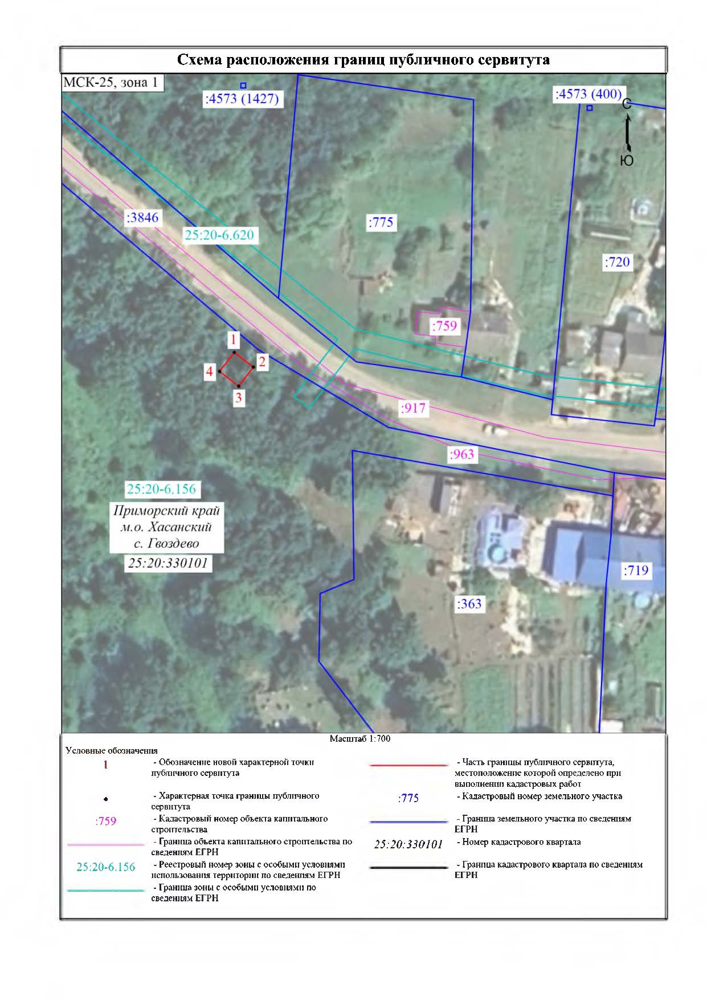 Схема расположения границ публичного сервитута
МСК-25, зона 1
:4573 (1427)
:4573 (400)
С
Ю
:3846
25:20-6.620
:775
:720
:759
1
2
4
3
:917
:963
25:20-6.156
Приморский край
м.о. Хасанский
с. Гвоздево
25:20:330101
:719
:363
Масштаб 1:700
Условные обозначения
1
- Обозначение новой характерной точки
публичного сервитута
- Часть границы публичного сервитута,
местоположение которой определено при
выполнении кадастровых работ
- Характерная точка границы публичного
сервитута
:775
- Кадастровый номер земельного участка
:759
- Кадастровый номер объекта капитального
строительства
- Граница земельного участка по сведениям
ЕГРН
- Граница объекта капитального строительства по
сведениям ЕГРН
25:20:330101
- Номер кадастрового квартала
25:20-6.156
- Реестровый номер зоны с особыми условиями
использования территории по сведениям ЕГРН
- Граница кадастрового квартала по сведениям
ЕГРН
- Граница зоны с особыми условиями по
сведениям ЕГРН